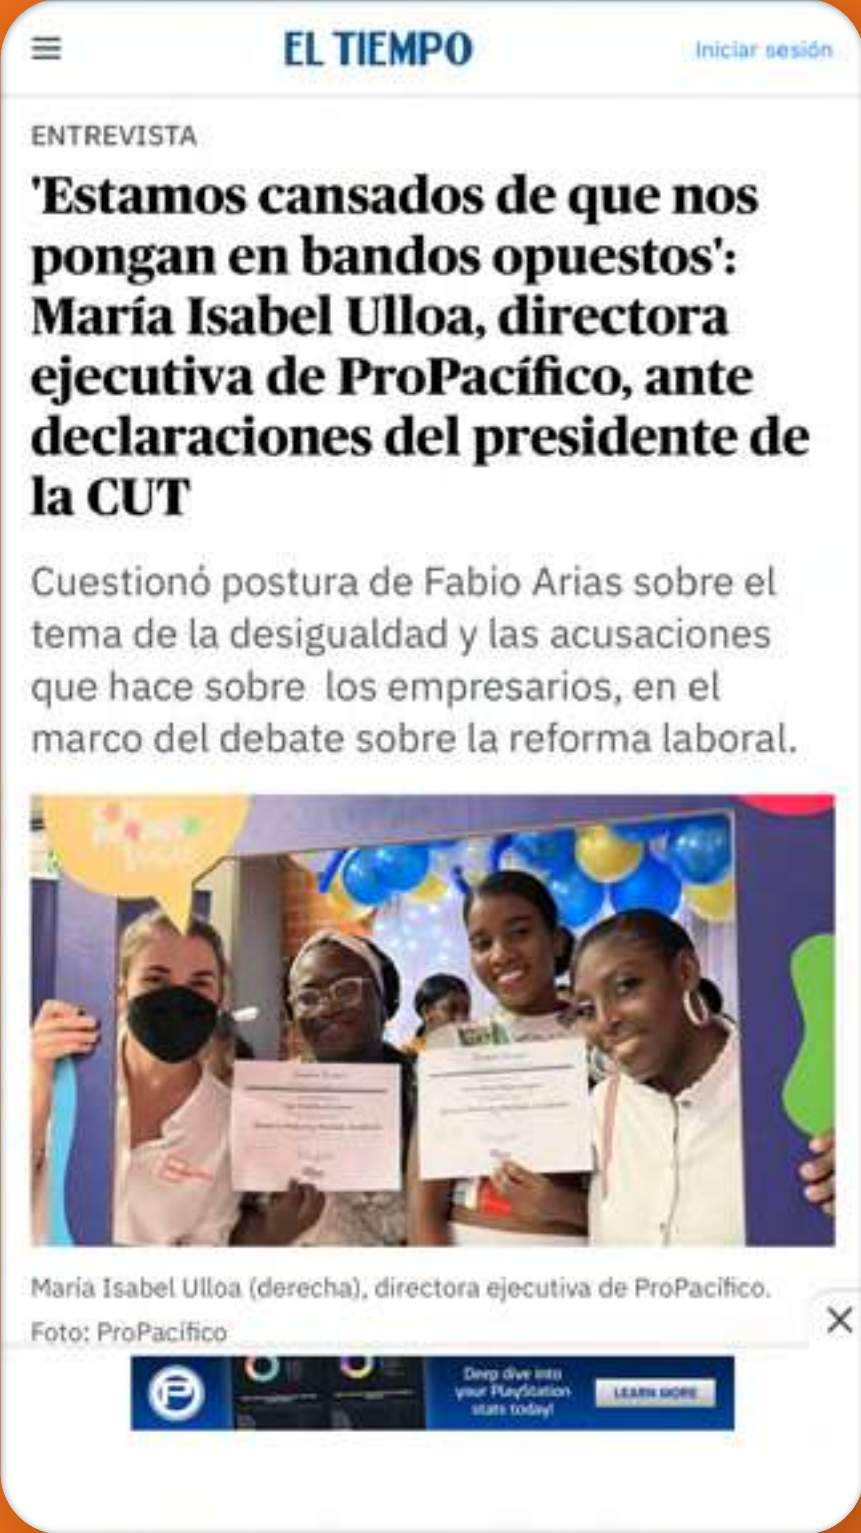 EL TIEMPO
Iniciar sesión
ENTREVISTA
'Estamos cansados de que nos
pongan en bandos opuestos':
María Isabel Ulloa, directora
ejecutiva de ProPacífico, ante
declaraciones del presidente de
la CUT
Cuestionó postura de Fabio Arias sobre el
tema de la desigualdad y las acusaciones
que hace sobre los empresarios, en el
marco del debate sobre la reforma laboral.
María Isabel Ulloa (derecha), directora ejecutiva de ProPacífico.
Foto: ProPacífico
P
Deep dive into
your PlayStation
stats today!
LEARN MORE